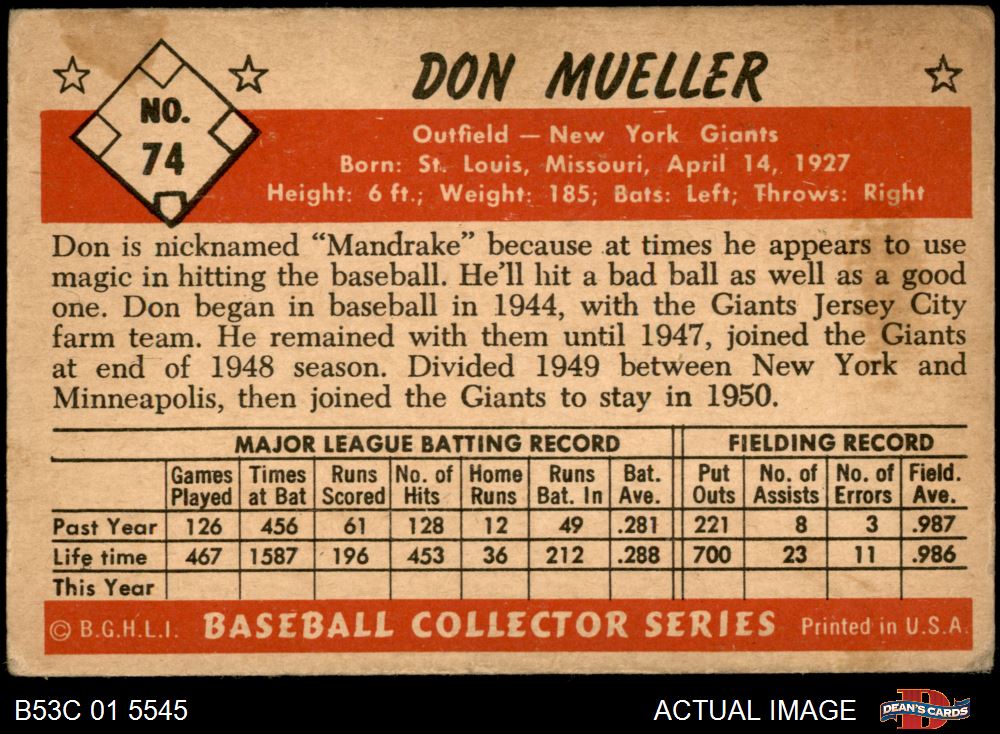 DON MUELLER
NO.
74
Outfield — New York Giants
Born: St. Louis, Missouri, April 14, 1927
Height: 6 ft.; Weight: 185; Bats: Left; Throws: Right
Don is nicknamed “Mandrake” because at times he appears to use
magic in hitting the baseball. He’ll hit a bad ball as well as a good
one. Don began in baseball in 1944, with the Giants Jersey City
farm team. He remained with them until 1947, joined the Giants
at end of 1948 season. Divided 1949 between New York and
Minneapolis, then joined the Giants to stay in 1950.
MAJOR LEAGUE BATTING RECORD FIELDING RECORD
Games Times Runs No. of Home Runs Bat. Put No. of No. of Field.
Played at Bat Scored Hits Runs Bat. In Ave. Outs Assists Errors Ave.
Past Year 126 456 61 128 12 49 .281 221 8 3 .987
Life time 467 1587 196 453 36 212 .288 700 23 11 .986
This Year
© B.G.H.L.I. BASEBALL COLLECTOR SERIES Printed in U.S.A.
B53C 01 5545 ACTUAL IMAGE DEAN'S CARDS